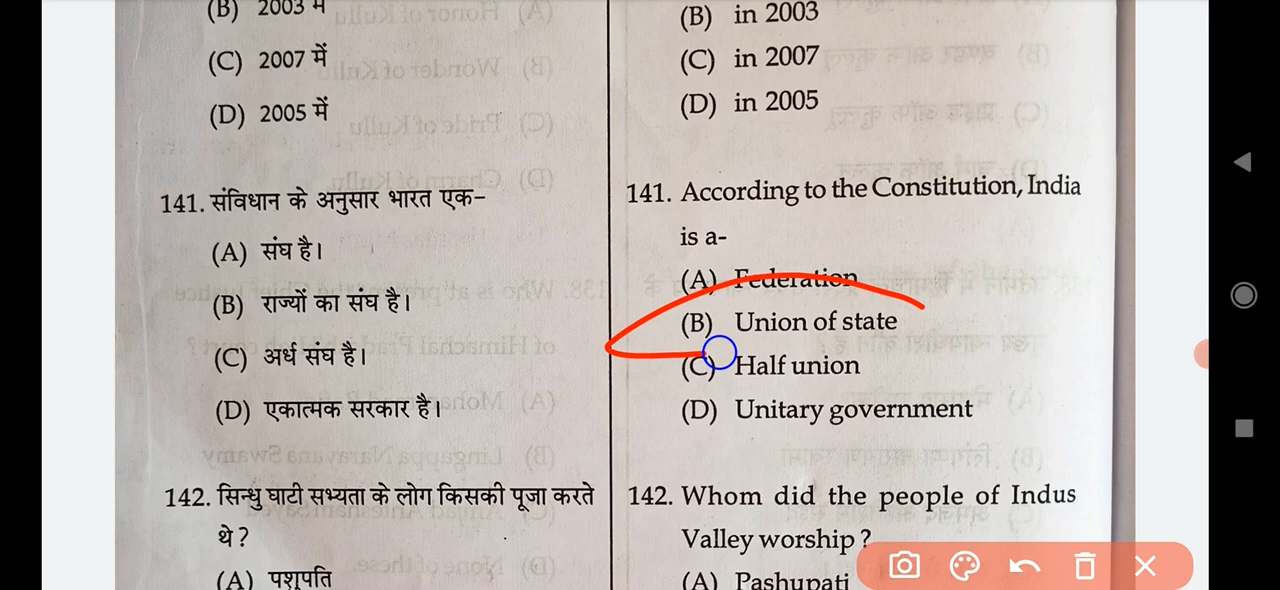 (B) 2003 में
(C) 2007 में
(D) 2005 में
141. संविधान के अनुसार भारत एक-
(A) संघ है।
(B) राज्यों का संघ है।
(C) अर्ध संघ है।
(D) एकात्मक सरकार है।
142. सिन्धु घाटी सभ्यता के लोग किसकी पूजा करते
थे ?
(A) पशुपति
(B) in 2003
(C) in 2007
(D) in 2005
141. According to the Constitution, India
is a-
(A) Federation
(B) Union of state
(C) Half union
(D) Unitary government
142. Whom did the people of Indus
Valley worship ?
(A) Pashupati